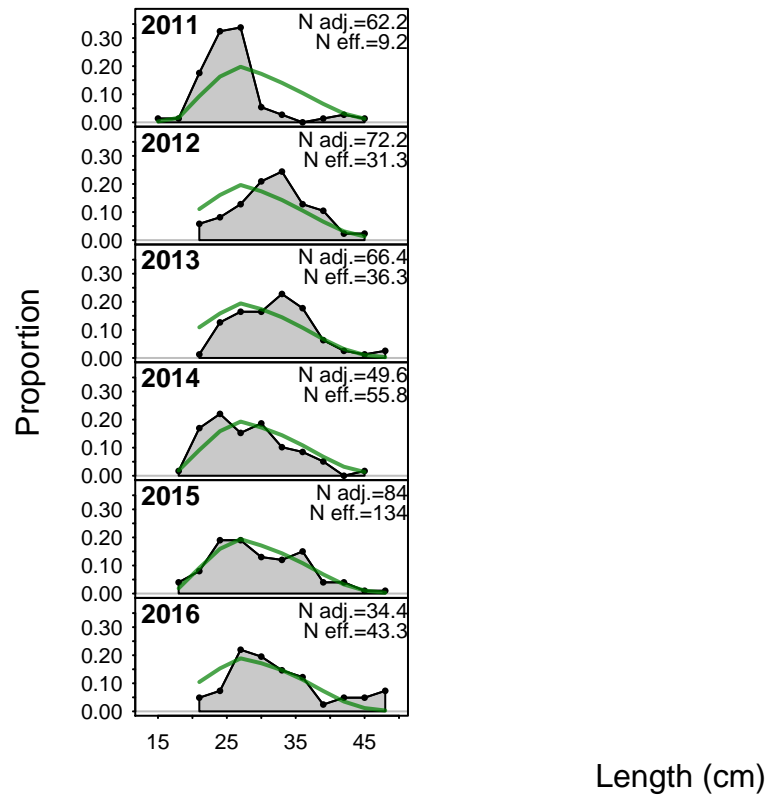 2011
N adj.=62.2
N eff.=9.2
0.30
0.20
0.10
0.00
2012
N adj.=72.2
N eff.=31.3
0.30
0.20
0.10
0.00
2013
N adj.=66.4
N eff.=36.3
0.30
0.20
0.10
0.00
2014
N adj.=49.6
N eff.=55.8
0.30
0.20
0.10
0.00
2015
N adj.=84
N eff.=134
0.30
0.20
0.10
0.00
2016
N adj.=34.4
N eff.=43.3
0.30
0.20
0.10
0.00
Proportion
15 25 35 45
Length (cm)